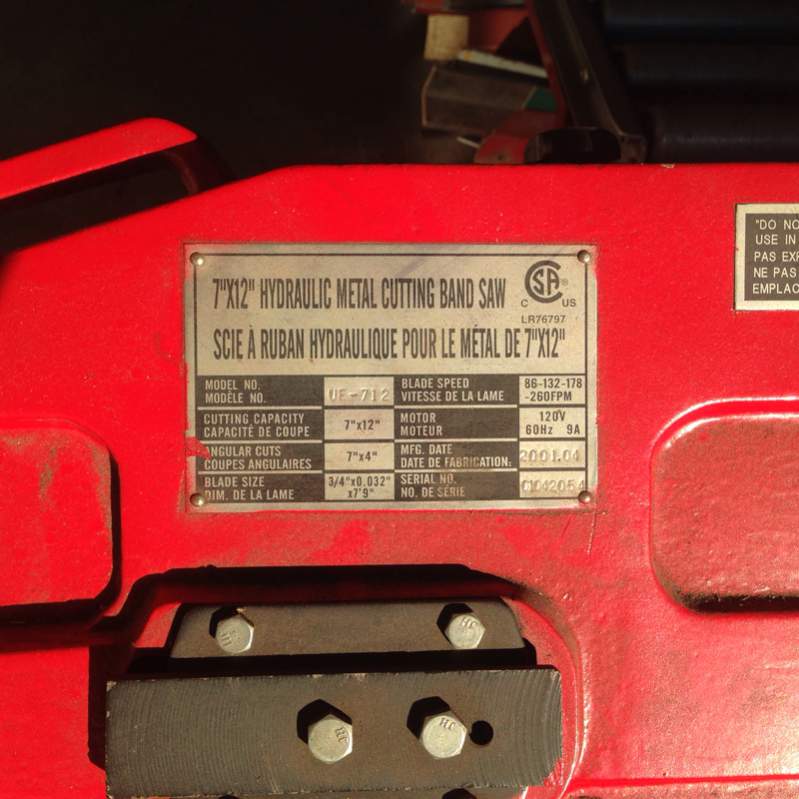 7"X12" HYDRAULIC METAL CUTTING BAND SAW
SCIE À RUBAN HYDRAULIQUE POUR LE MÉTAL DE 7"X12"
CSA®
C US
LR76797
MODEL NO.
MODÈLE NO.
UE-712
BLADE SPEED
VITESSE DE LA LAME
86-132-178
-260FPM
CUTTING CAPACITY
CAPACITÉ DE COUPE
7"x12"
MOTOR
MOTEUR
120V
60Hz 9A
ANGULAR CUTS
COUPES ANGULAIRES
7"x4"
MFG. DATE
DATE DE FABRICATION:
2001.04
BLADE SIZE
DIM. DE LA LAME
3/4"x0.032"
x7'9"
SERIAL NO.
NO. DE SÉRIE
"DO NO
USE IN
PAS EXP
NE PAS
EMPLAC